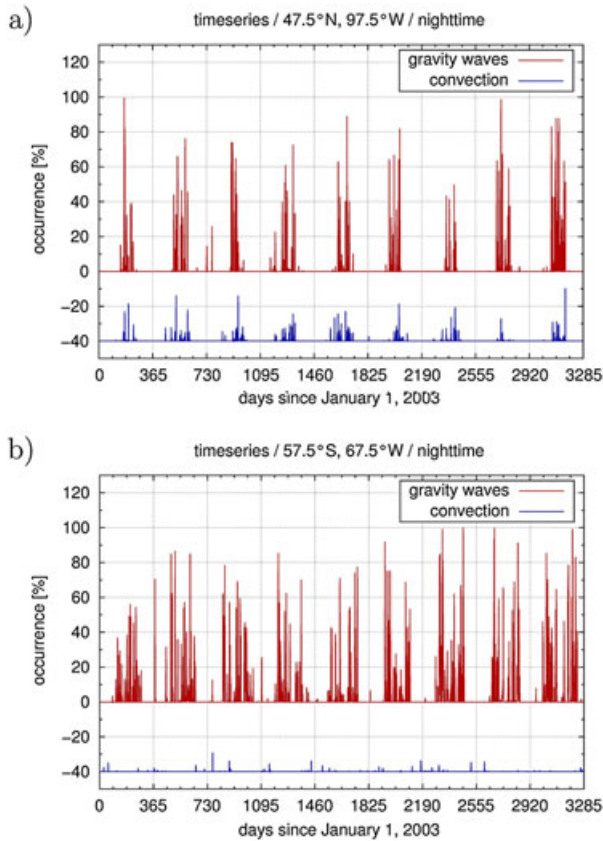 a)
timeseries / 47.5°N, 97.5°W / nighttime
gravity waves
convection
120
100
80
60
40
20
0
−20
−40
occurrence [%]
0 365 730 1095 1460 1825 2190 2555 2920 3285
days since January 1, 2003
b)
timeseries / 57.5°S, 67.5°W / nighttime
gravity waves
convection
120
100
80
60
40
20
0
−20
−40
occurrence [%]
0 365 730 1095 1460 1825 2190 2555 2920 3285
days since January 1, 2003